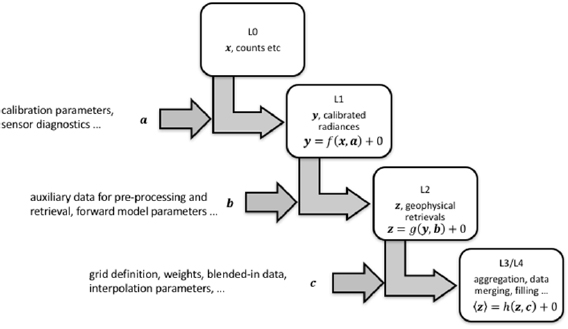 L0
x, counts etc
calibration parameters,
sensor diagnostics ...
a
L1
y, calibrated
radiances
y = f(x, a) + 0
auxiliary data for pre-processing and
retrieval, forward model parameters ...
b
L2
z, geophysical
retrievals
z = g(y, b) + 0
grid definition, weights, blended-in data,
interpolation parameters, ...
c
L3/L4
aggregation, data
merging, filling ...
⟨z⟩ = h(z, c) + 0